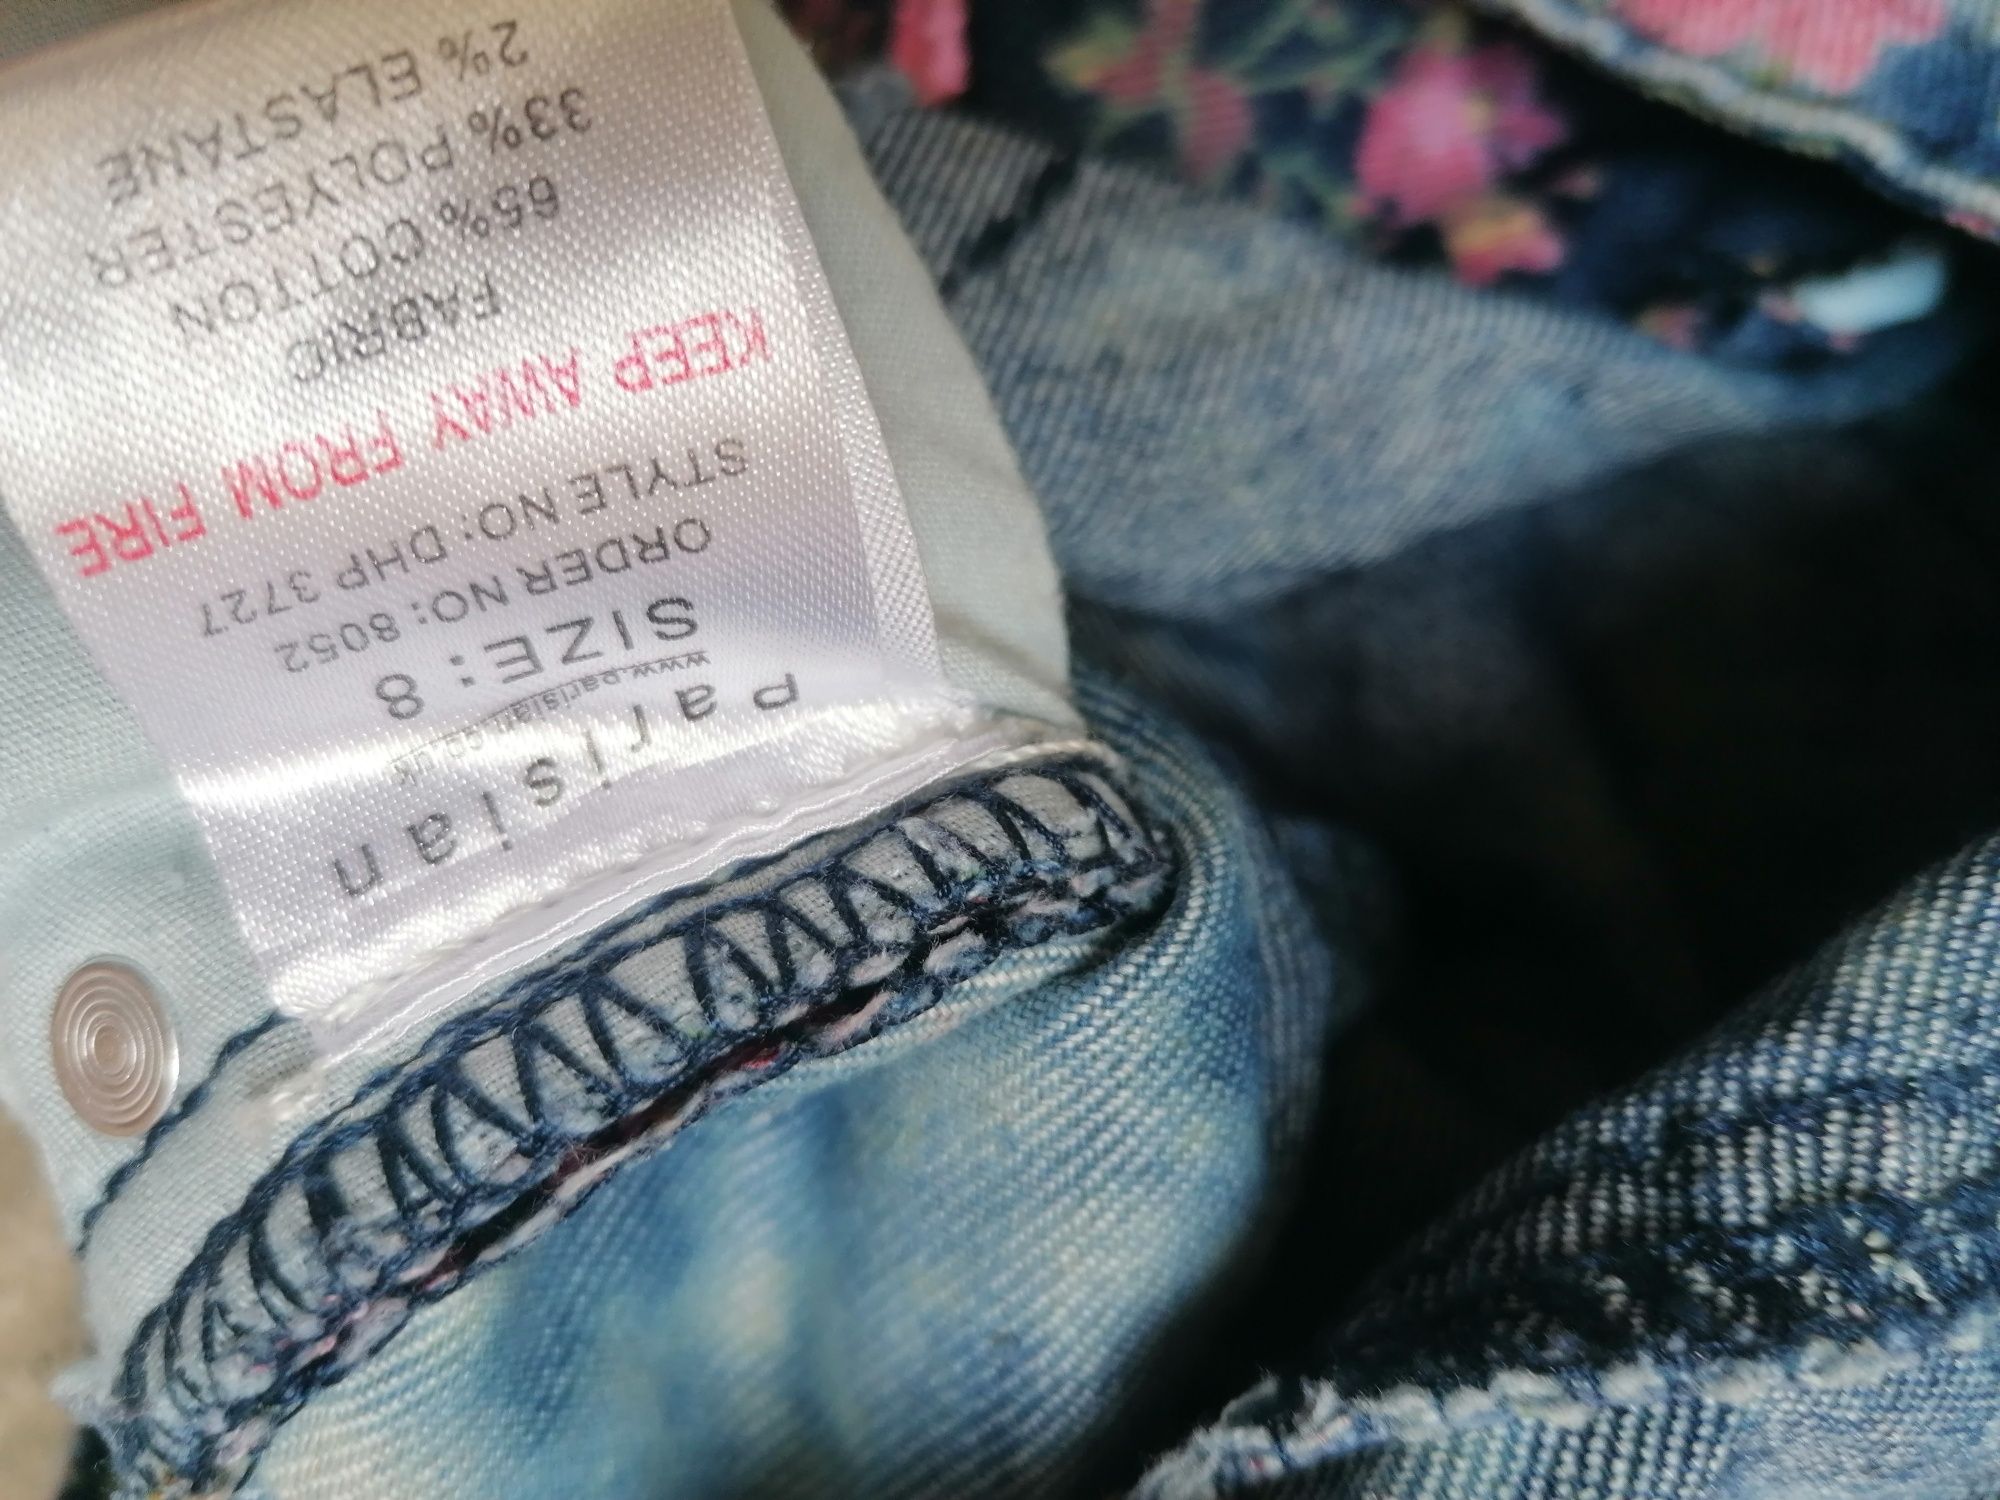 Parisian
www.parisian.co.uk
SIZE: 8
ORDER NO: 8052
STYLE NO: DHP 3727
KEEP AWAY FROM FIRE
FABRIC
65% COTTON
33% POLYESTER
2% ELASTANE